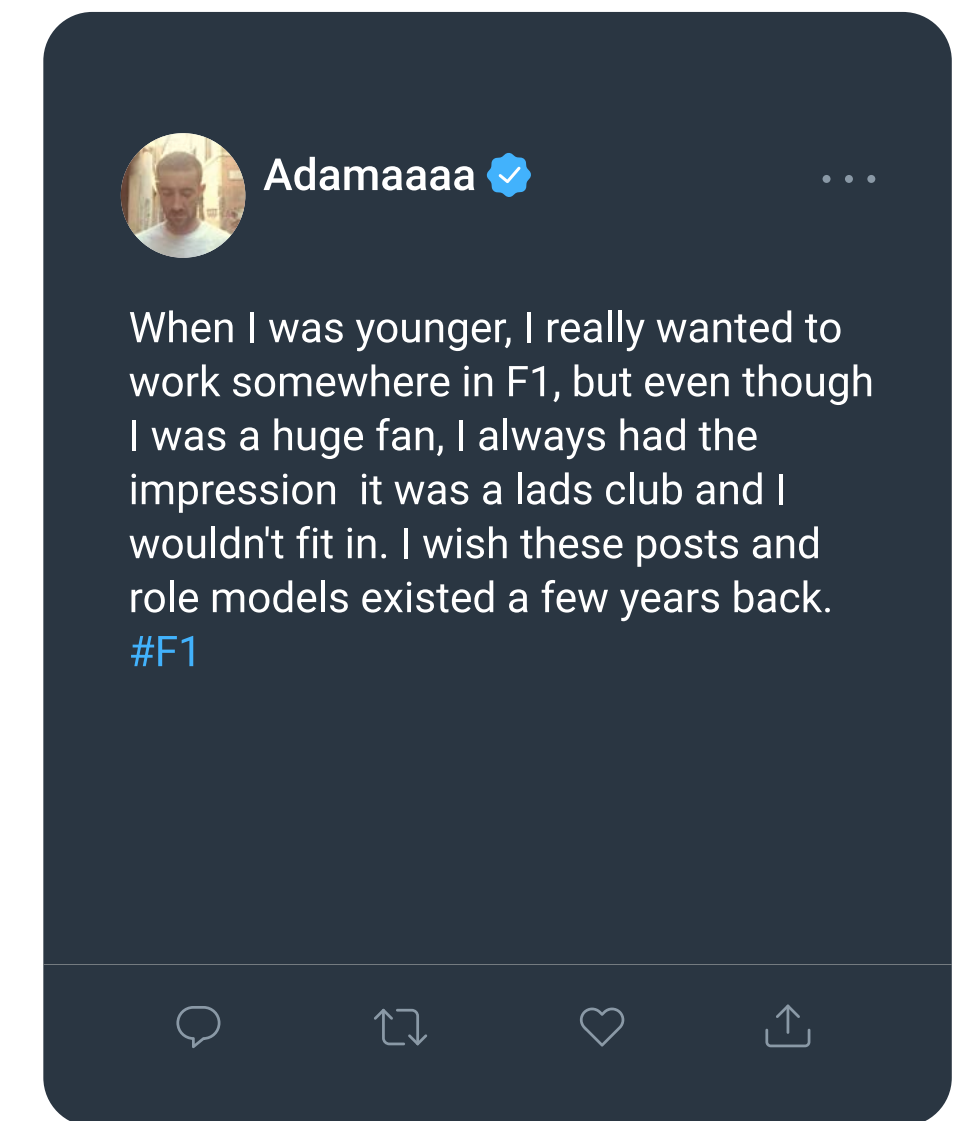 Adamaaaa
When I was younger, I really wanted to
work somewhere in F1, but even though
I was a huge fan, I always had the
impression  it was a lads club and I
wouldn't fit in. I wish these posts and
role models existed a few years back.
#F1